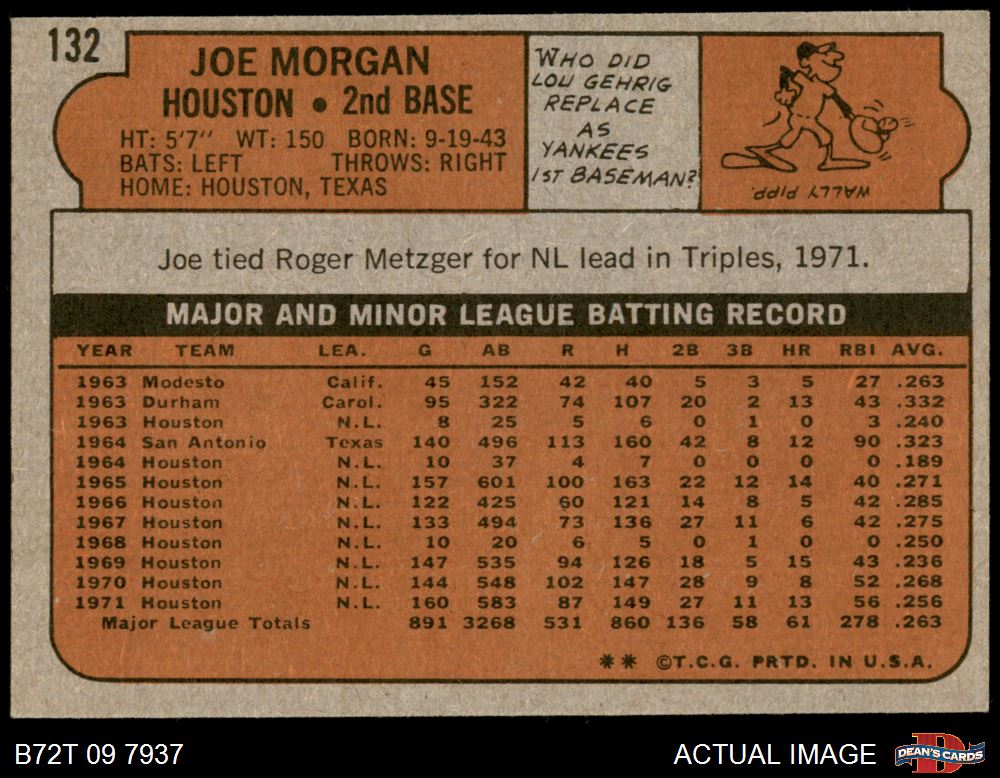 132
JOE MORGAN
HOUSTON • 2nd BASE
HT: 5'7" WT: 150 BORN: 9-19-43
BATS: LEFT THROWS: RIGHT
HOME: HOUSTON, TEXAS
WHO DID
LOU GEHRIG
REPLACE
AS
YANKEES
1ST BASEMAN?
WALLY PIPP.
Joe tied Roger Metzger for NL lead in Triples, 1971.
MAJOR AND MINOR LEAGUE BATTING RECORD
YEAR TEAM LEA. G AB R H 2B 3B HR RBI AVG.
1963 Modesto Calif. 45 152 42 40 5 3 5 27 .263
1963 Durham Carol. 95 322 74 107 20 2 13 43 .332
1963 Houston N.L. 8 25 5 6 0 1 0 3 .240
1964 San Antonio Texas 140 496 113 160 42 8 12 90 .323
1964 Houston N.L. 10 37 4 7 0 0 0 0 .189
1965 Houston N.L. 157 601 100 163 22 12 14 40 .271
1966 Houston N.L. 122 425 60 121 14 8 5 42 .285
1967 Houston N.L. 133 494 73 136 27 11 6 42 .275
1968 Houston N.L. 10 20 6 5 0 1 0 0 .250
1969 Houston N.L. 147 535 94 126 18 5 15 43 .236
1970 Houston N.L. 144 548 102 147 28 9 8 52 .268
1971 Houston N.L. 160 583 87 149 27 11 13 56 .256
Major League Totals 891 3268 531 860 136 58 61 278 .263
** ©T.C.G. PRTD. IN U.S.A.
B72T 09 7937 ACTUAL IMAGE DEAN'S CARDS